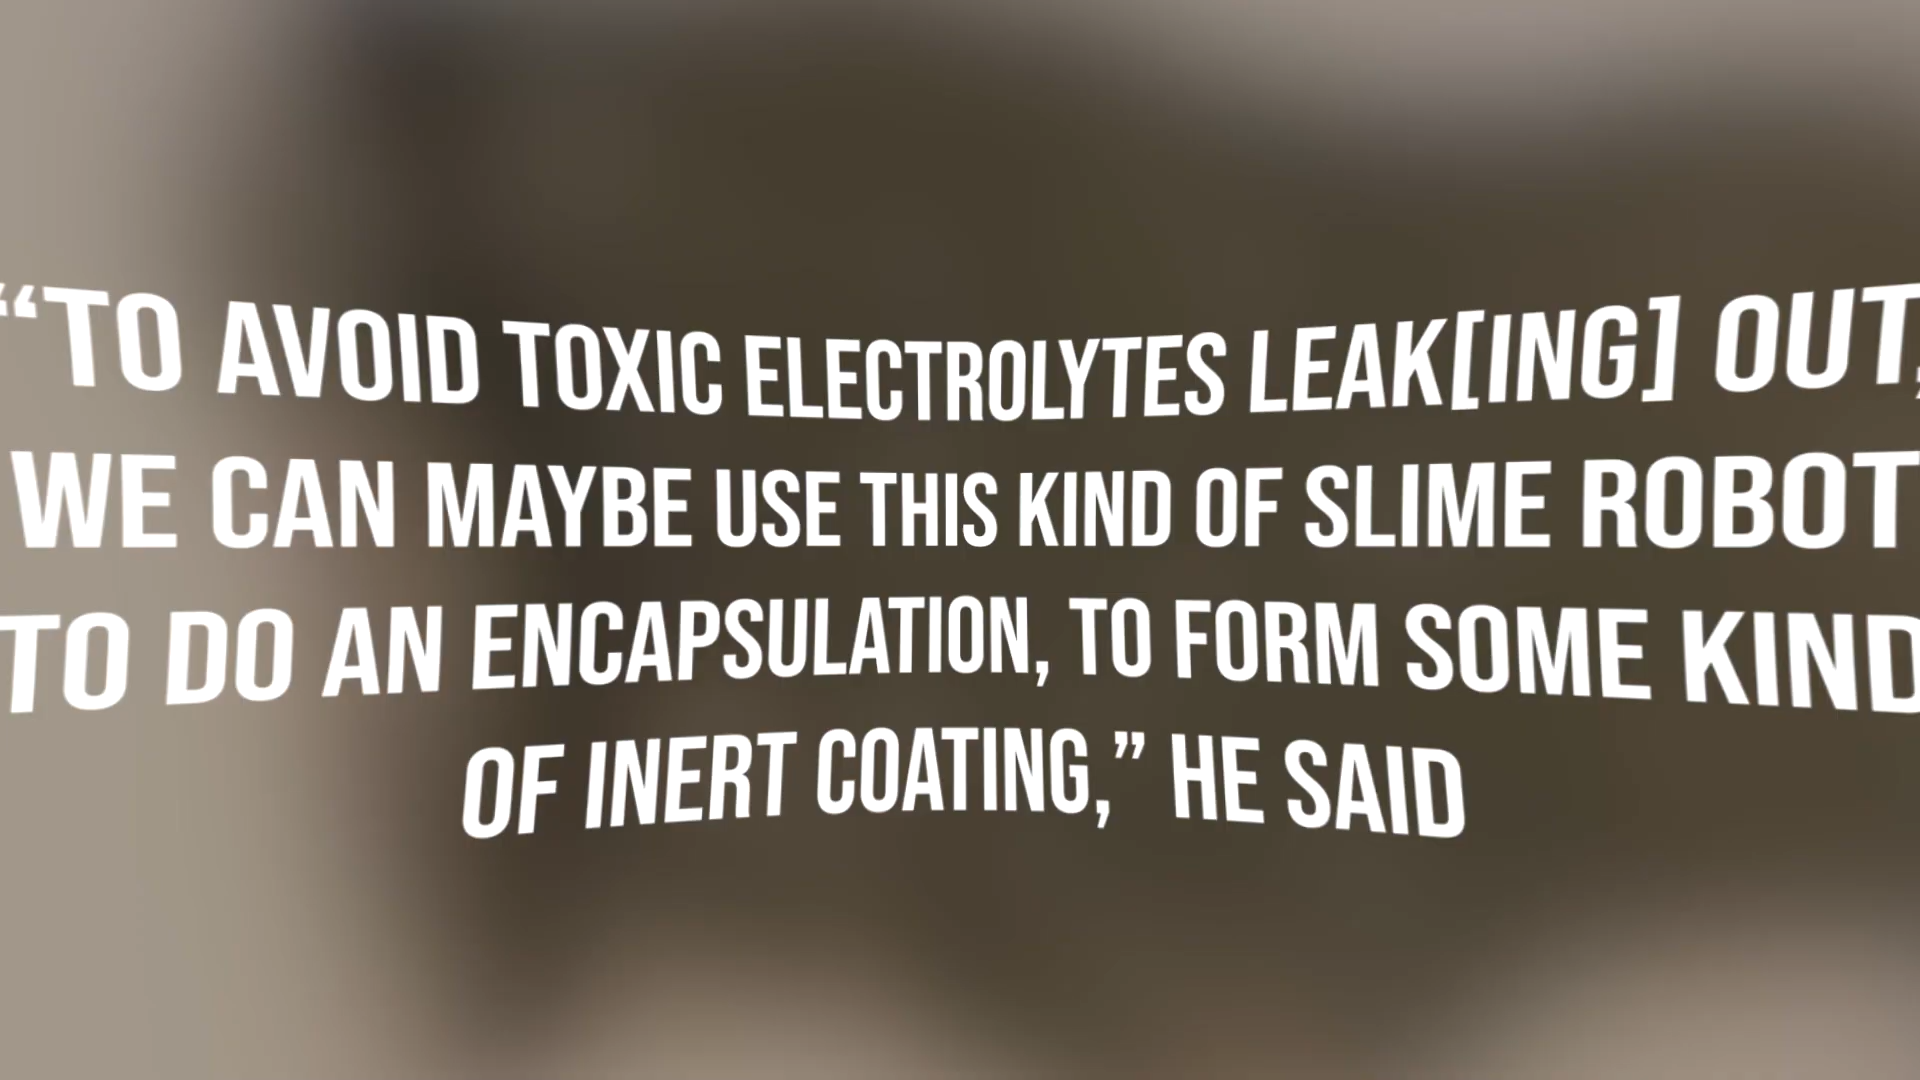 “TO AVOID TOXIC ELECTROLYTES LEAK[ING] OUT,
WE CAN MAYBE USE THIS KIND OF SLIME ROBOT
TO DO AN ENCAPSULATION, TO FORM SOME KIND
OF INERT COATING,” HE SAID